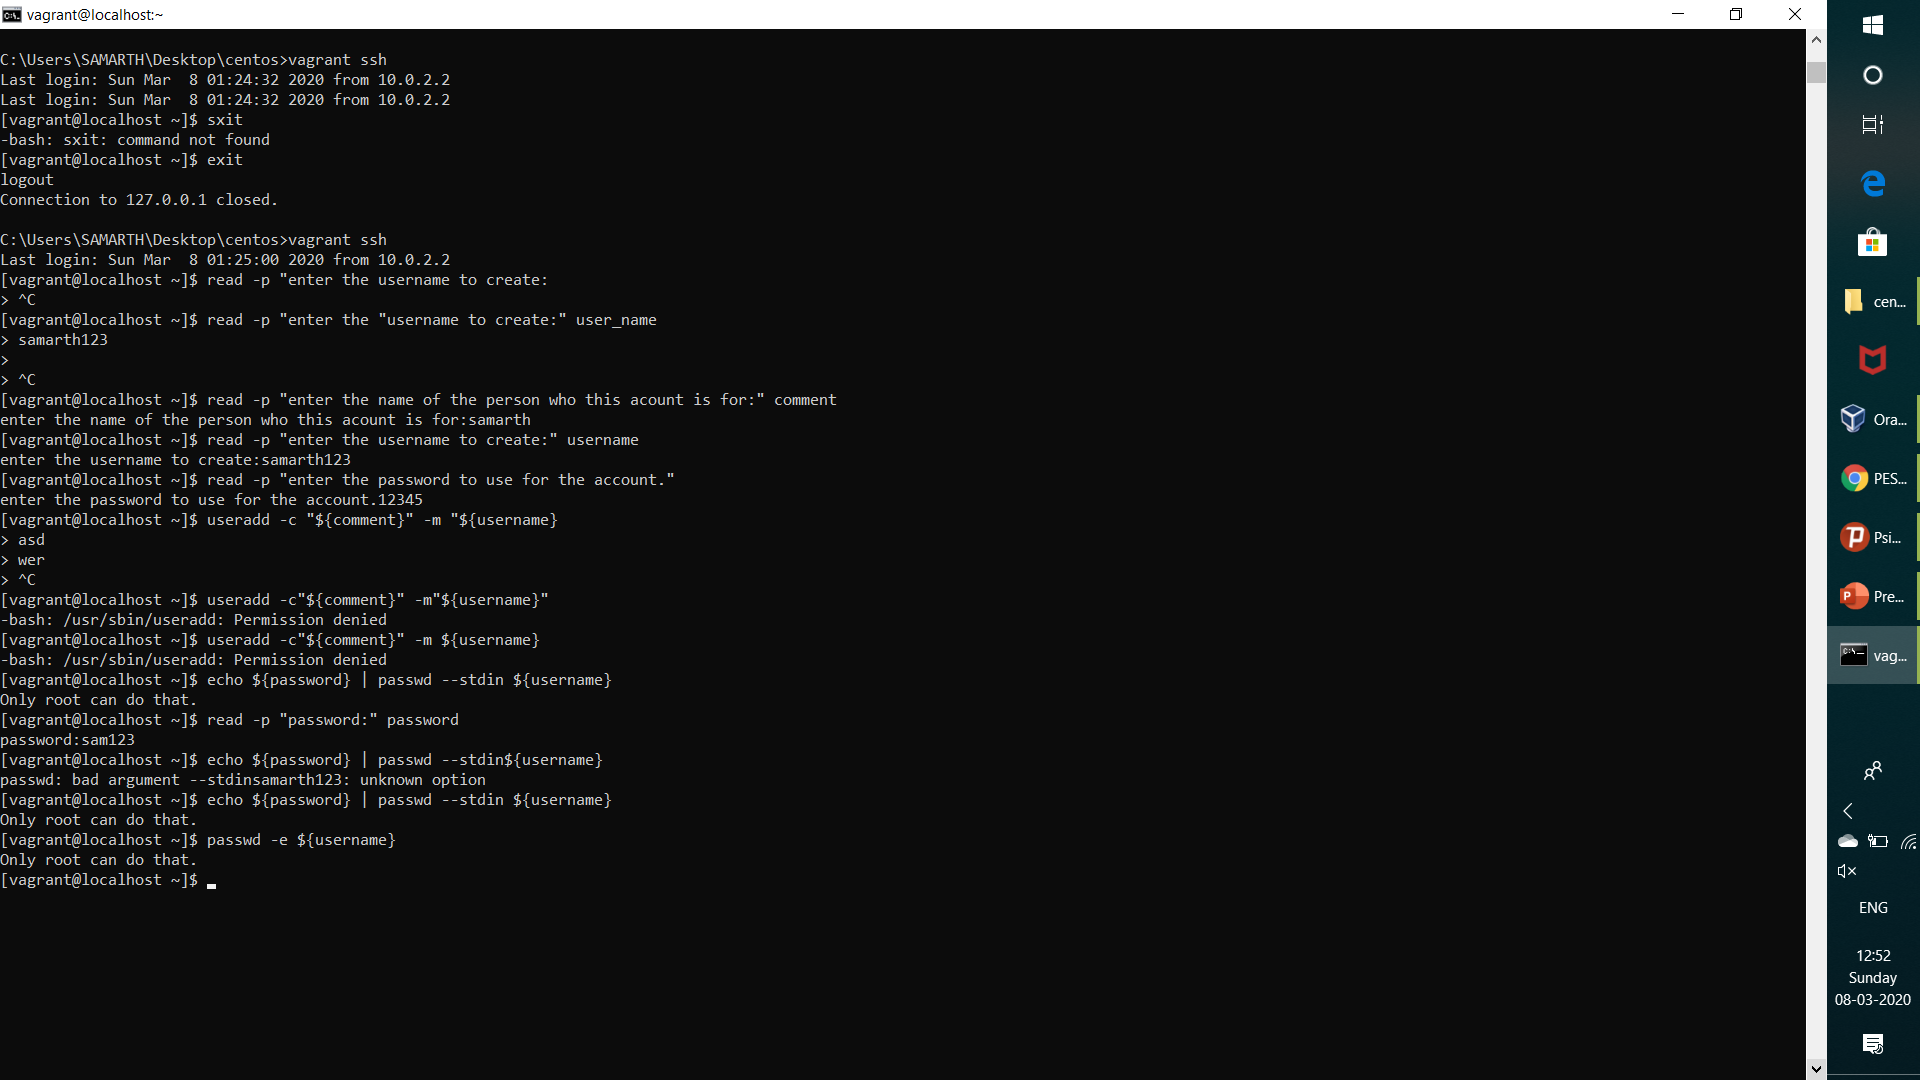 vagrant@localhost:~
C:\Users\SAMARTH\Desktop\centos>vagrant ssh
Last login: Sun Mar  8 01:24:32 2020 from 10.0.2.2
Last login: Sun Mar  8 01:24:32 2020 from 10.0.2.2
[vagrant@localhost ~]$ sxit
-bash: sxit: command not found
[vagrant@localhost ~]$ exit
logout
Connection to 127.0.0.1 closed.
C:\Users\SAMARTH\Desktop\centos>vagrant ssh
Last login: Sun Mar  8 01:25:00 2020 from 10.0.2.2
[vagrant@localhost ~]$ read -p "enter the username to create:
> ^C
[vagrant@localhost ~]$ read -p "enter the "username to create:" user_name
> samarth123
>
> ^C
[vagrant@localhost ~]$ read -p "enter the name of the person who this acount is for:" comment
enter the name of the person who this acount is for:samarth
[vagrant@localhost ~]$ read -p "enter the username to create:" username
enter the username to create:samarth123
[vagrant@localhost ~]$ read -p "enter the password to use for the account."
enter the password to use for the account.12345
[vagrant@localhost ~]$ useradd -c "${comment}" -m "${username}
> asd
> wer
> ^C
[vagrant@localhost ~]$ useradd -c"${comment}" -m"${username}"
-bash: /usr/sbin/useradd: Permission denied
[vagrant@localhost ~]$ useradd -c"${comment}" -m ${username}
-bash: /usr/sbin/useradd: Permission denied
[vagrant@localhost ~]$ echo ${password} | passwd --stdin ${username}
Only root can do that.
[vagrant@localhost ~]$ read -p "password:" password
password:sam123
[vagrant@localhost ~]$ echo ${password} | passwd --stdin${username}
passwd: bad argument --stdinsamarth123: unknown option
[vagrant@localhost ~]$ echo ${password} | passwd --stdin ${username}
Only root can do that.
[vagrant@localhost ~]$ passwd -e ${username}
Only root can do that.
[vagrant@localhost ~]$
cen...
Ora...
PES...
Psi...
Pre...
vag...
ENG
12:52
Sunday
08-03-2020